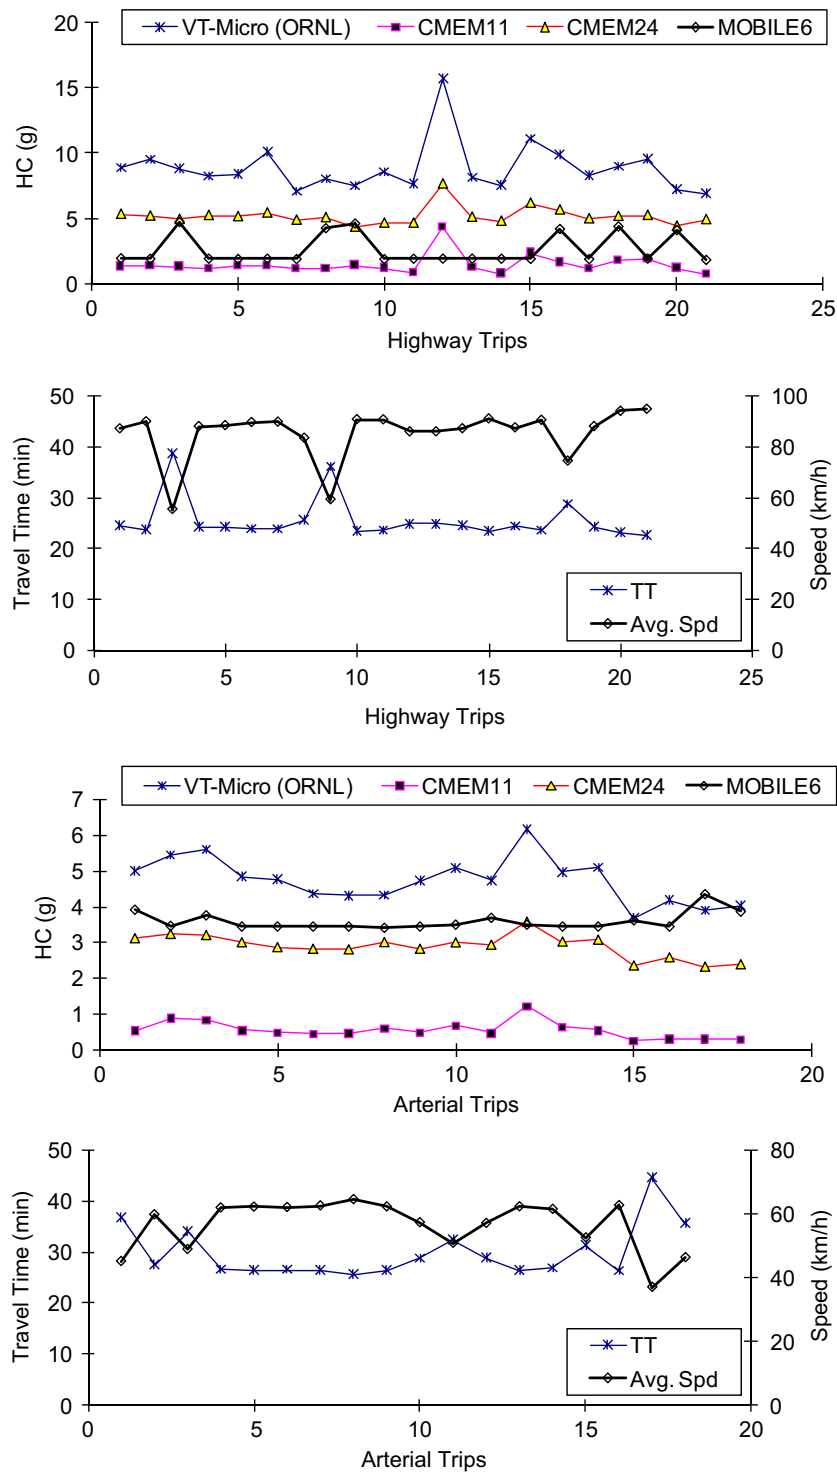 VT-Micro (ORNL) CMEM11 CMEM24 MOBILE6
20
15
10
5
0
HC (g)
0 5 10 15 20 25
Highway Trips
50
40
30
20
10
0
Travel Time (min)
100
80
60
40
20
0
Speed (km/h)
TT
Avg. Spd
0 5 10 15 20 25
Highway Trips
VT-Micro (ORNL) CMEM11 CMEM24 MOBILE6
7
6
5
4
3
2
1
0
HC (g)
0 5 10 15 20
Arterial Trips
50
40
30
20
10
0
Travel Time (min)
80
60
40
20
0
Speed (km/h)
TT
Avg. Spd
0 5 10 15 20
Arterial Trips